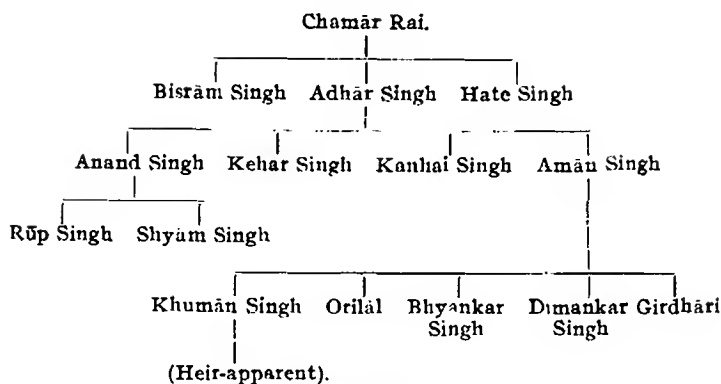 Chamār Rai.
Bisrām Singh Adhār Singh Hate Singh
Anand Singh Kehar Singh Kanhai Singh Amān Singh
Rūp Singh Shyām Singh
Khumān Singh Orilāl Bhyankar Singh Dımankar Singh Girdhāri
(Heir-apparent).